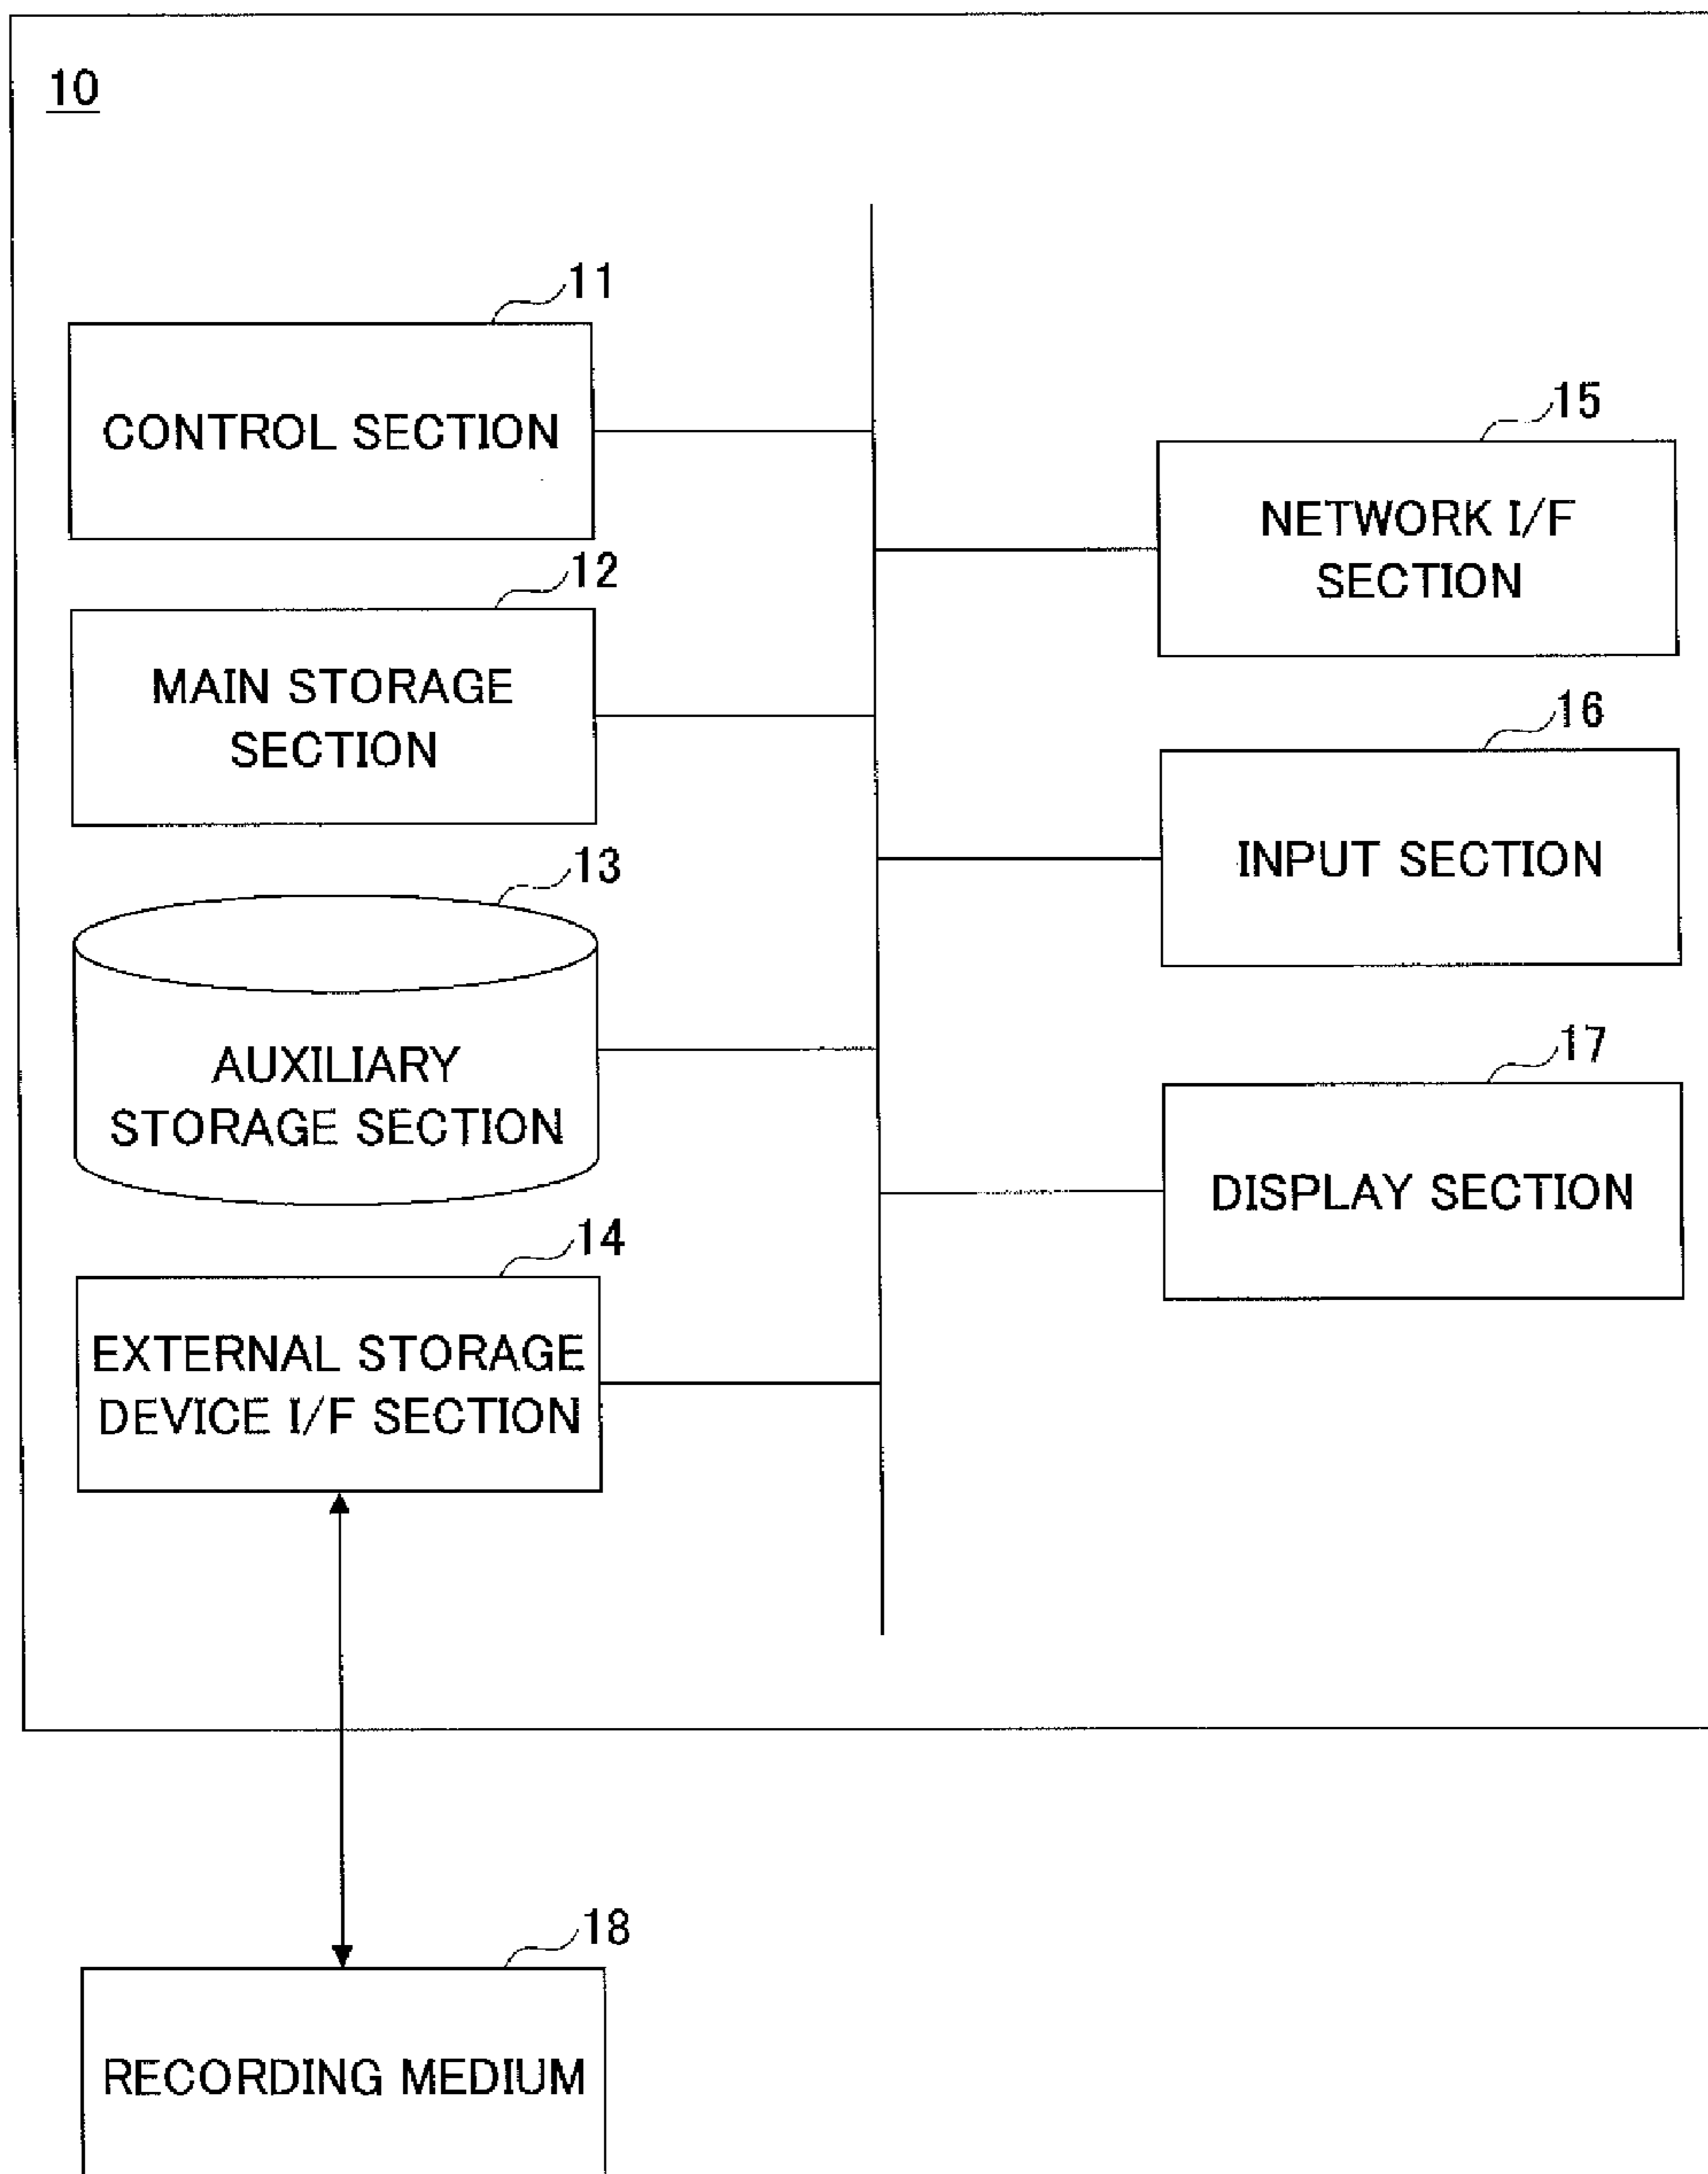 10
11
CONTROL SECTION
12
MAIN STORAGE
SECTION
13
AUXILIARY
STORAGE SECTION
14
EXTERNAL STORAGE
DEVICE I/F SECTION
15
NETWORK I/F
SECTION
16
INPUT SECTION
17
DISPLAY SECTION
18
RECORDING MEDIUM